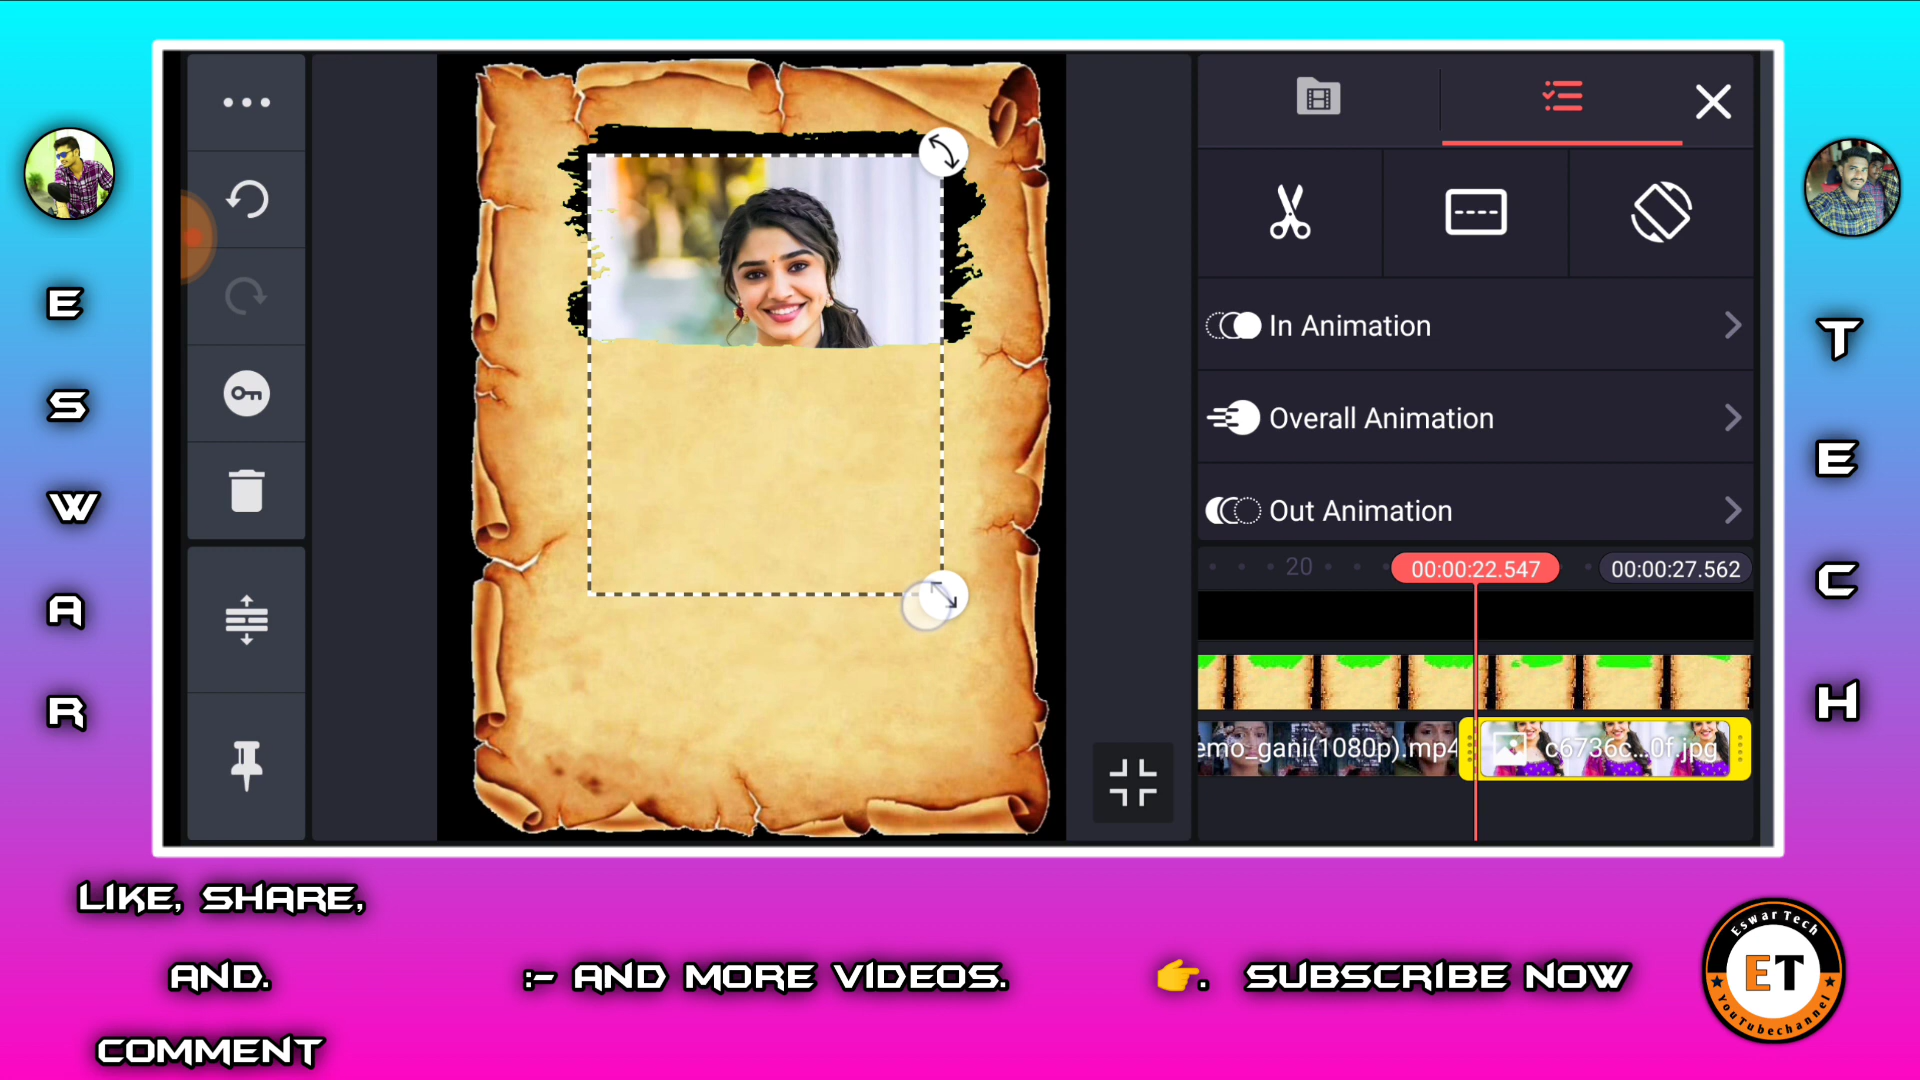 E
S
W
A
R
In Animation
Overall Animation
Out Animation
20
00:00:22.547
00:00:27.562
emo_gani(1080p).mp4
c6736c...0f.jpg
T
E
C
H
LIKE, SHARE,
AND.
COMMENT
:- AND MORE VIDEOS.
👉. SUBSCRIBE NOW
Eswar Tech
ET
YouTubechannel